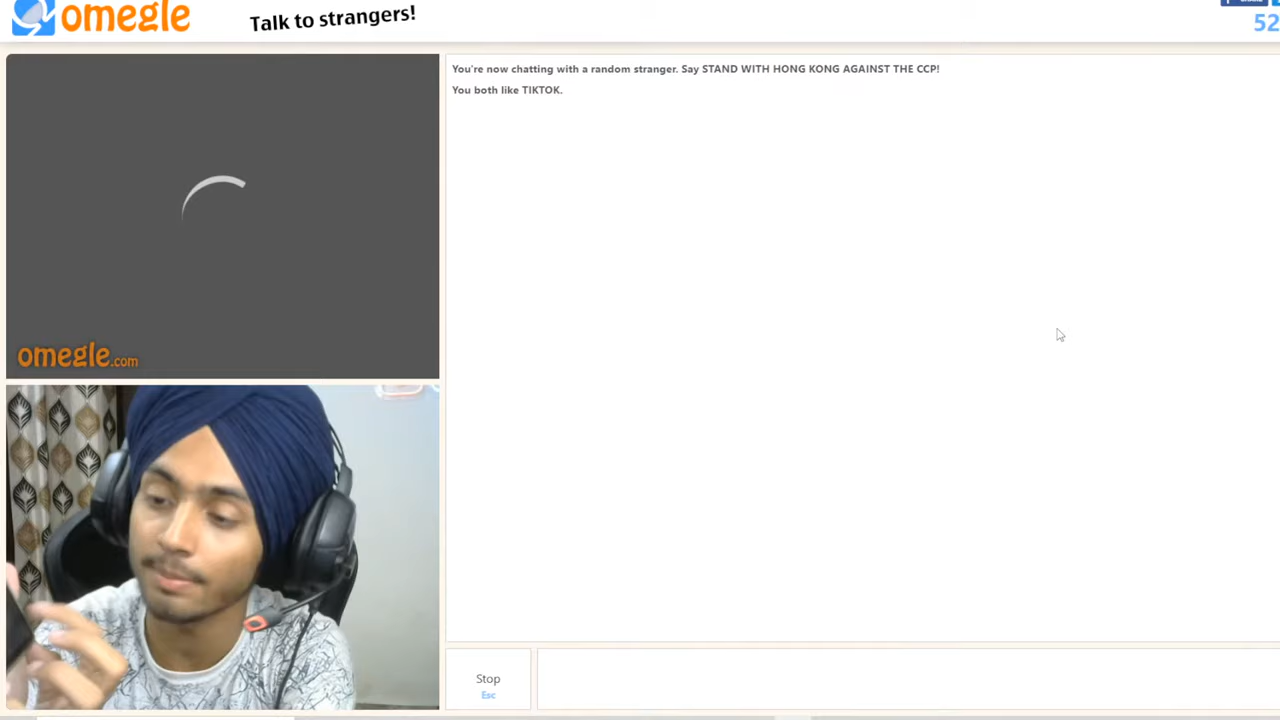 omegle
Talk to strangers!
52
You're now chatting with a random stranger. Say STAND WITH HONG KONG AGAINST THE CCP!
You both like TIKTOK.
omegle.com
Stop
Esc